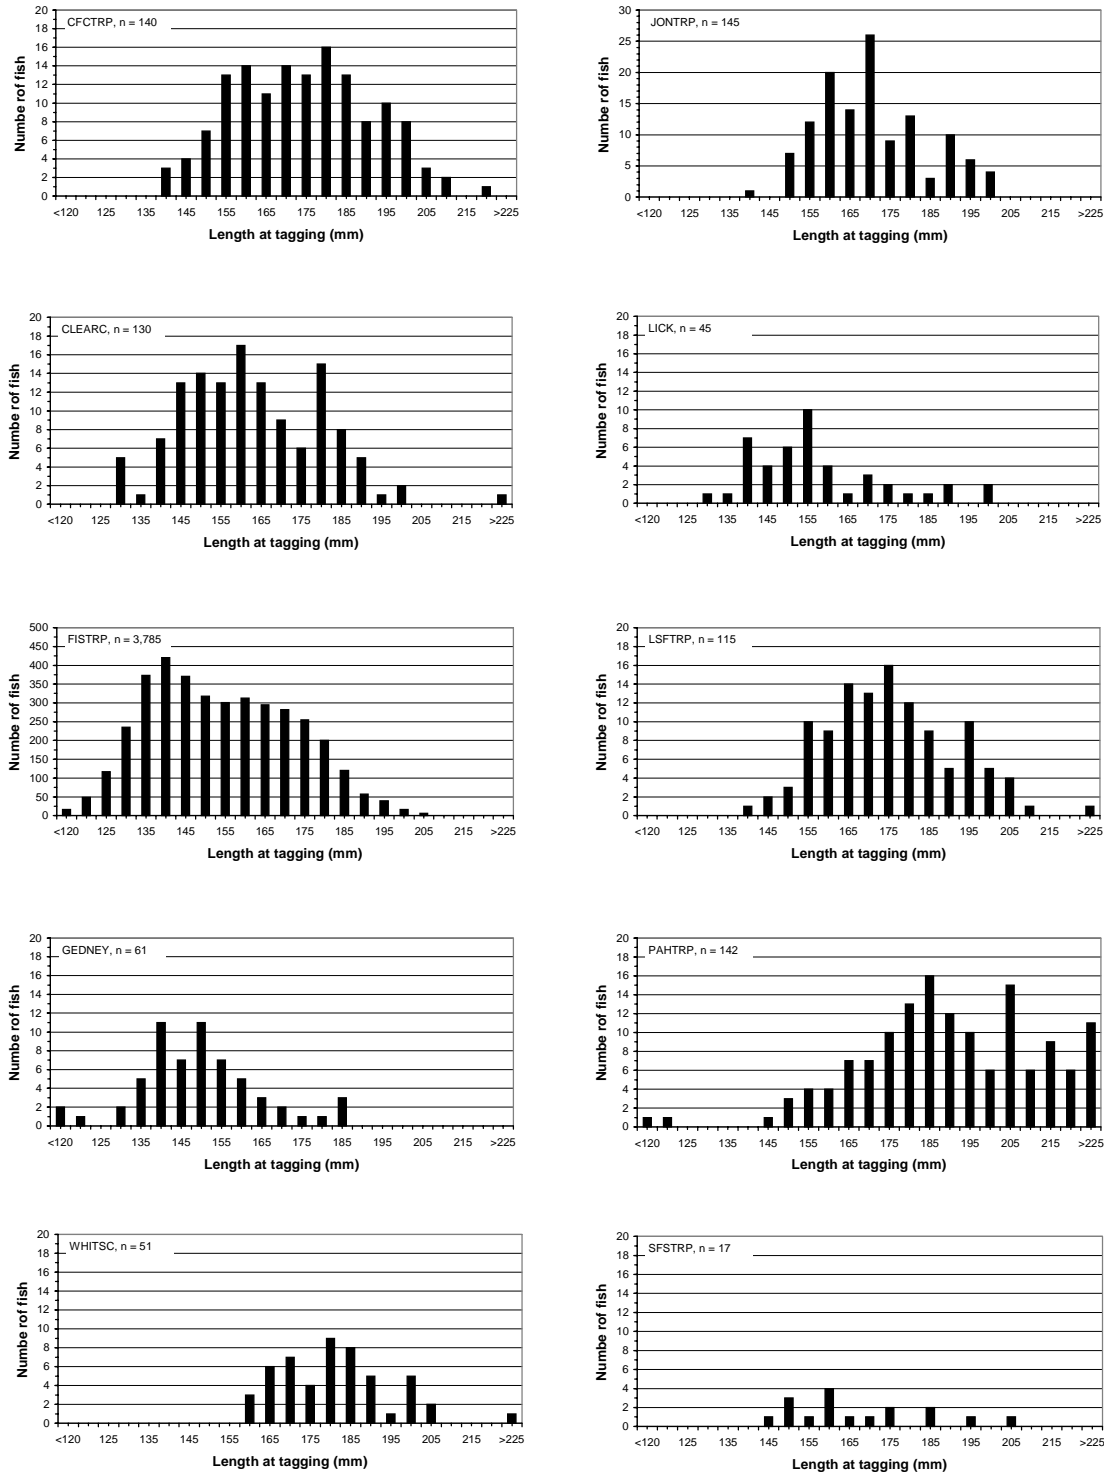 CFCTRP, n = 140
Numbe rof fish
20
18
16
14
12
10
8
6
4
2
0
<120 125 135 145 155 165 175 185 195 205 215 >225
Length at tagging (mm)
JONTRP, n = 145
Numbe rof fish
30
25
20
15
10
5
0
<120 125 135 145 155 165 175 185 195 205 215 >225
Length at tagging (mm)
CLEARC, n = 130
Numbe rof fish
20
18
16
14
12
10
8
6
4
2
0
<120 125 135 145 155 165 175 185 195 205 215 >225
Length at tagging (mm)
LICK, n = 45
Numbe rof fish
20
18
16
14
12
10
8
6
4
2
0
<120 125 135 145 155 165 175 185 195 205 215 >225
Length at tagging (mm)
FISTRP, n = 3,785
Numbe rof fish
500
450
400
350
300
250
200
150
100
50
0
<120 125 135 145 155 165 175 185 195 205 215 >225
Length at tagging (mm)
LSFTRP, n = 115
Numbe rof fish
20
18
16
14
12
10
8
6
4
2
0
<120 125 135 145 155 165 175 185 195 205 215 >225
Length at tagging (mm)
GEDNEY, n = 61
Numbe rof fish
20
18
16
14
12
10
8
6
4
2
0
<120 125 135 145 155 165 175 185 195 205 215 >225
Length at tagging (mm)
PAHTRP, n = 142
Numbe rof fish
20
18
16
14
12
10
8
6
4
2
0
<120 125 135 145 155 165 175 185 195 205 215 >225
Length at tagging (mm)
WHITSC, n = 51
Numbe rof fish
20
18
16
14
12
10
8
6
4
2
0
<120 125 135 145 155 165 175 185 195 205 215 >225
Length at tagging (mm)
SFSTRP, n = 17
Numbe rof fish
20
18
16
14
12
10
8
6
4
2
0
<120 125 135 145 155 165 175 185 195 205 215 >225
Length at tagging (mm)